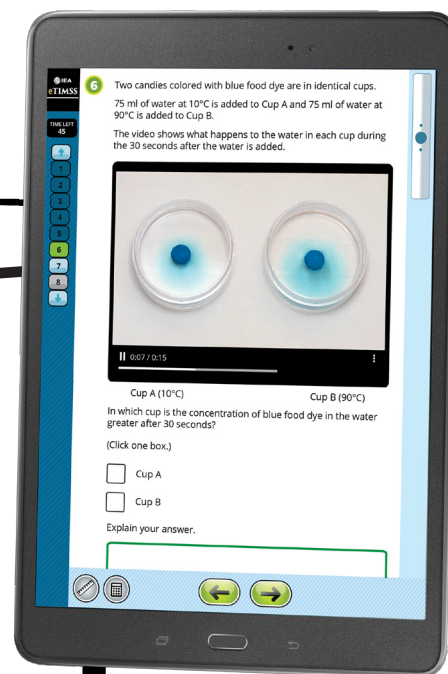 IEA
eTIMSS
TIME LEFT
45
1
2
3
4
5
6
7
8
6
Two candies colored with blue food dye are in identical cups.
75 ml of water at 10°C is added to Cup A and 75 ml of water at
90°C is added to Cup B.
The video shows what happens to the water in each cup during
the 30 seconds after the water is added.
0:07 / 0:15
Cup A (10°C)
Cup B (90°C)
In which cup is the concentration of blue food dye in the water
greater after 30 seconds?
(Click one box.)
Cup A
Cup B
Explain your answer.